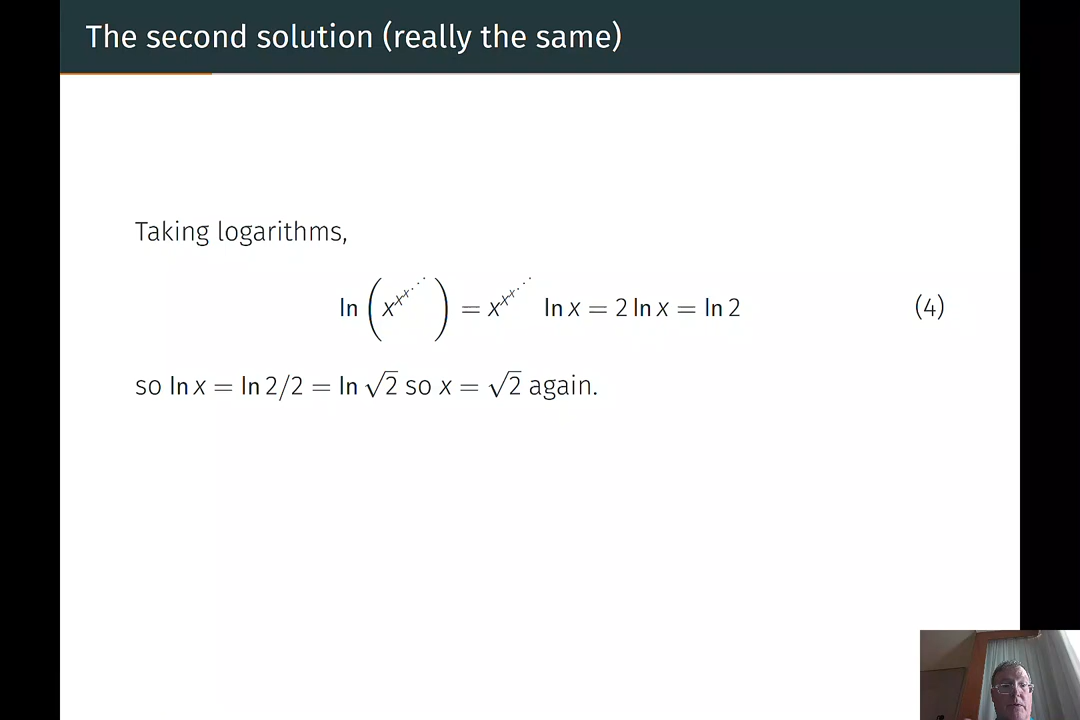 The second solution (really the same)
Taking logarithms,
ln(x^{x^{x^{⋰}}}) = x^{x^{x^{⋰}}} ln x = 2 ln x = ln 2 (4)
so ln x = ln 2/2 = ln √2 so x = √2 again.